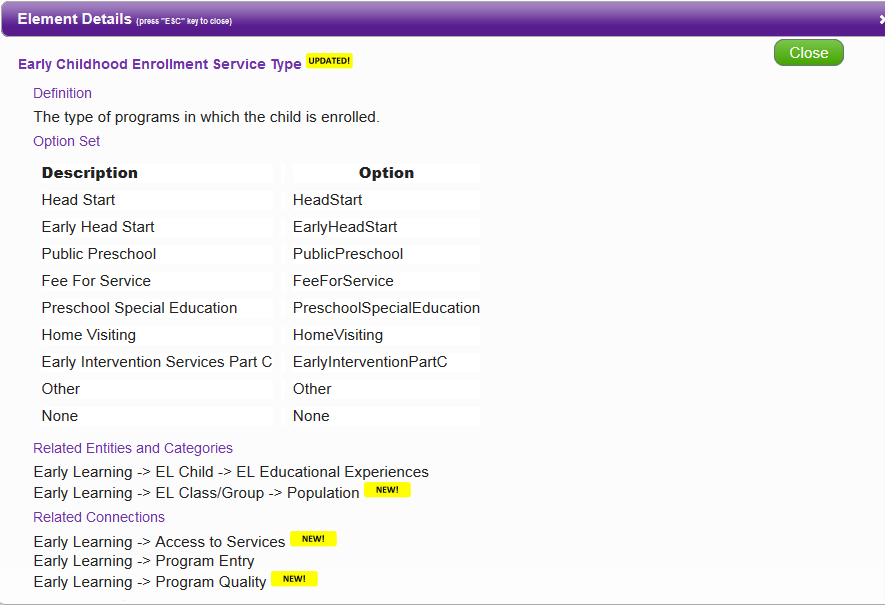 Element Details (press "ESC" key to close)
Close
Early Childhood Enrollment Service Type UPDATED!
Definition
The type of programs in which the child is enrolled.
Option Set
Description Option
Head Start HeadStart
Early Head Start EarlyHeadStart
Public Preschool PublicPreschool
Fee For Service FeeForService
Preschool Special Education PreschoolSpecialEducation
Home Visiting HomeVisiting
Early Intervention Services Part C EarlyInterventionPartC
Other Other
None None
Related Entities and Categories
Early Learning -> EL Child -> EL Educational Experiences
Early Learning -> EL Class/Group -> Population NEW!
Related Connections
Early Learning -> Access to Services NEW!
Early Learning -> Program Entry
Early Learning -> Program Quality NEW!